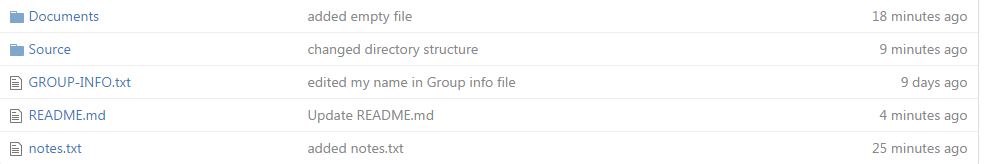 Documents added empty file 18 minutes ago
Source changed directory structure 9 minutes ago
GROUP-INFO.txt edited my name in Group info file 9 days ago
README.md Update README.md 4 minutes ago
notes.txt added notes.txt 25 minutes ago